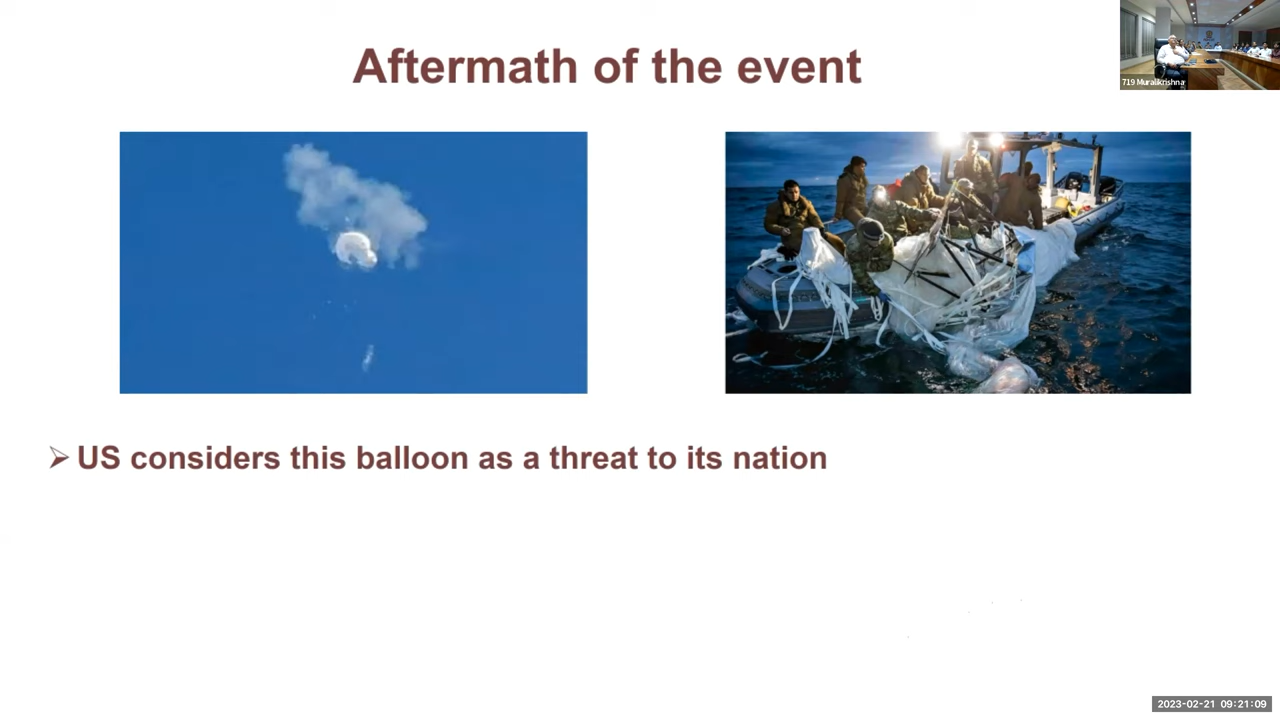 Aftermath of the event
719 Muralikrishna
➢ US considers this balloon as a threat to its nation
2023-02-21 09:21:09